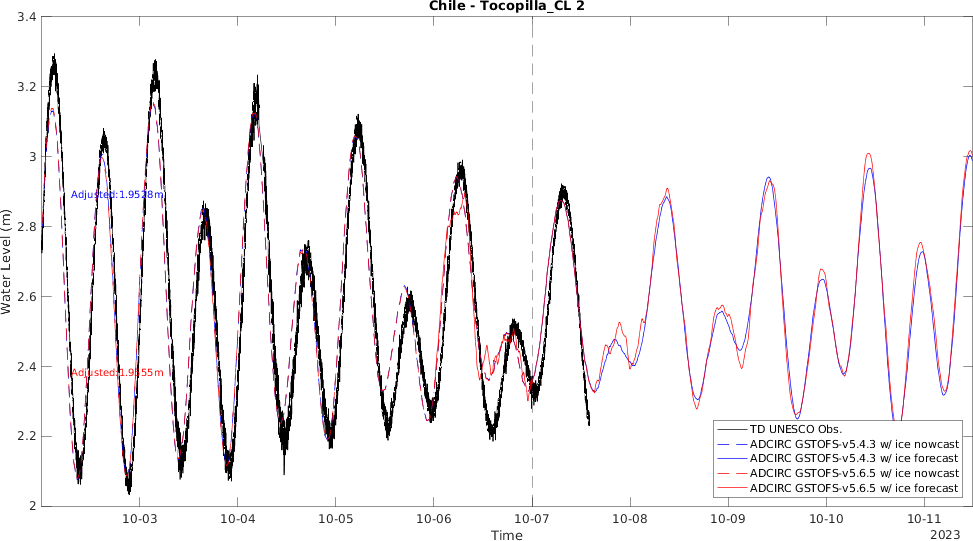 Chile - Tocopilla_CL 2
3.4
3.2
3
2.8
2.6
2.4
2.2
2
Water Level (m)
Adjusted:1.9528m
Adjusted:1.9555m
TD UNESCO Obs.
ADCIRC GSTOFS-v5.4.3 w/ ice nowcast
ADCIRC GSTOFS-v5.4.3 w/ ice forecast
ADCIRC GSTOFS-v5.6.5 w/ ice nowcast
ADCIRC GSTOFS-v5.6.5 w/ ice forecast
10-03 10-04 10-05 10-06 10-07 10-08 10-09 10-10 10-11
Time
2023